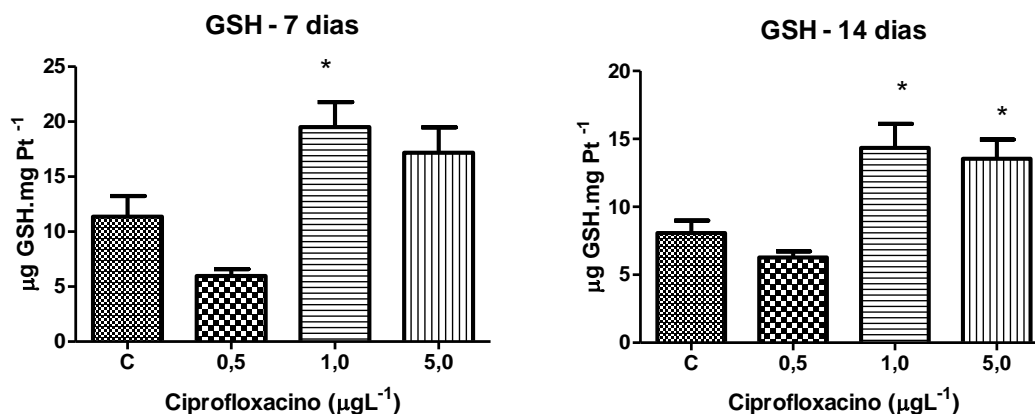 GSH - 7 dias
µg GSH.mg Pt -1
25
20
15
10
5
0
*
C
0,5
1,0
5,0
Ciprofloxacino (µgL-1)
GSH - 14 dias
µg GSH.mg Pt -1
20
15
10
5
0
*
*
C
0,5
1,0
5,0
Ciprofloxacino (µgL-1)